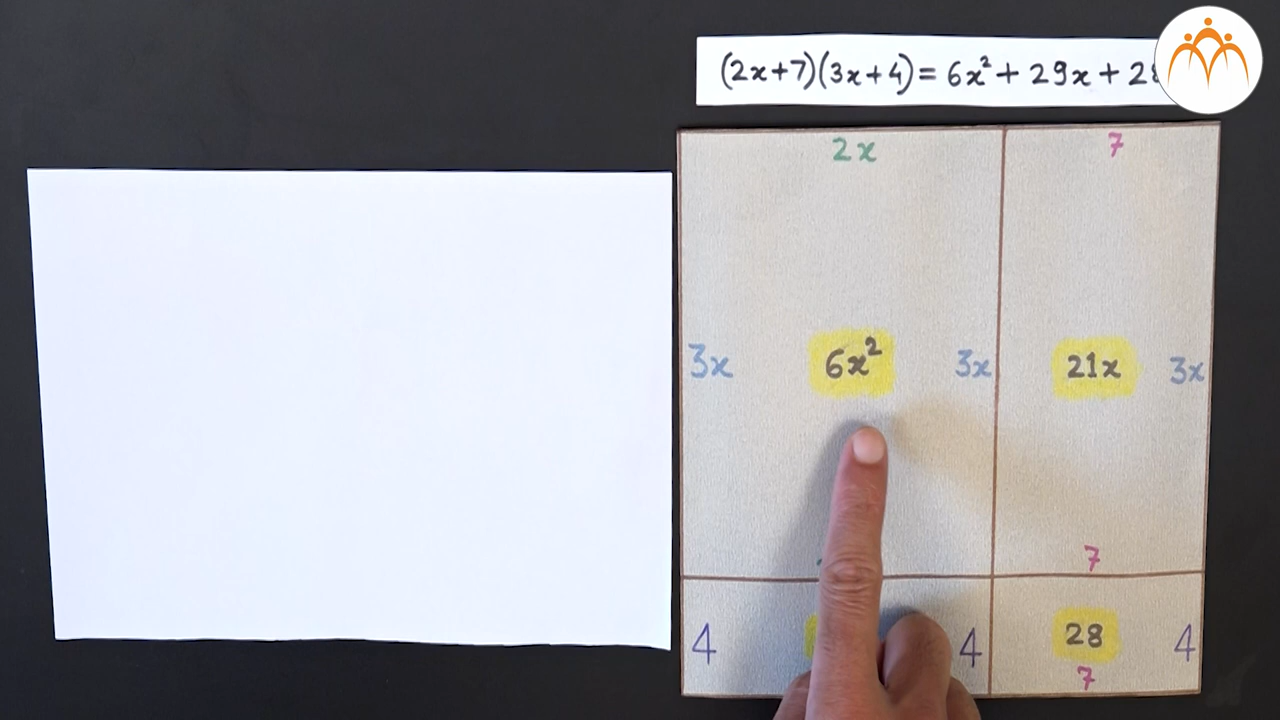 (2x+7)(3x+4) = 6x² + 29x + 28
2x 7
3x 6x² 3x 21x 3x
7
4 4 28 4
7